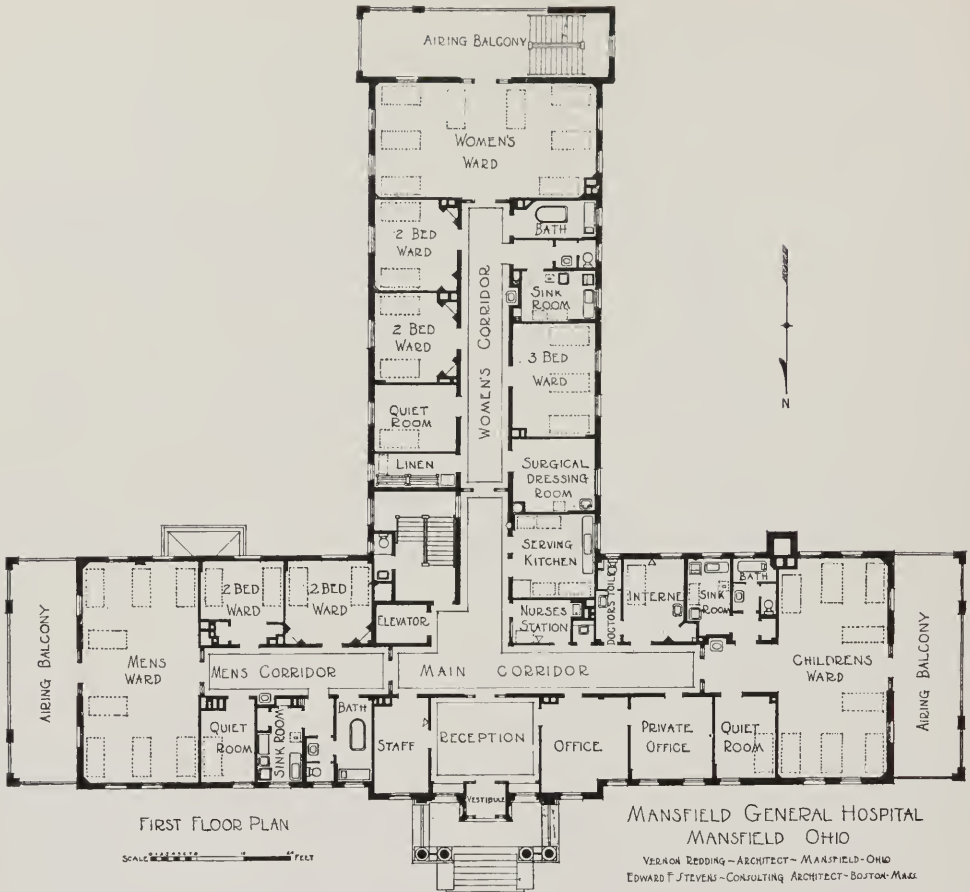 AIRING BALCONY
WOMEN'S
WARD
2 BED
WARD
BATH
SINK
ROOM
2 BED
WARD
WOMEN'S CORRIDOR
3 BED
WARD
N
QUIET
ROOM
LINEN
SURGICAL
DRESSING
ROOM
SERVING
KITCHEN
2 BED
WARD
2 BED
WARD
ELEVATOR
NURSES
STATION
DOCTORS TOILET
INTERNE
SINK
ROOM
BATH
AIRING BALCONY
MENS
WARD
MENS CORRIDOR
MAIN CORRIDOR
CHILDRENS
WARD
AIRING BALCONY
QUIET
ROOM
SINK ROOM
BATH
STAFF
RECEPTION
OFFICE
PRIVATE
OFFICE
QUIET
ROOM
VESTIBULE
FIRST FLOOR PLAN
SCALE FEET
MANSFIELD GENERAL HOSPITAL
MANSFIELD OHIO
VERNON REDDING - ARCHITECT - MANSFIELD - OHIO
EDWARD F STEVENS - CONSULTING ARCHITECT - BOSTON - MASS